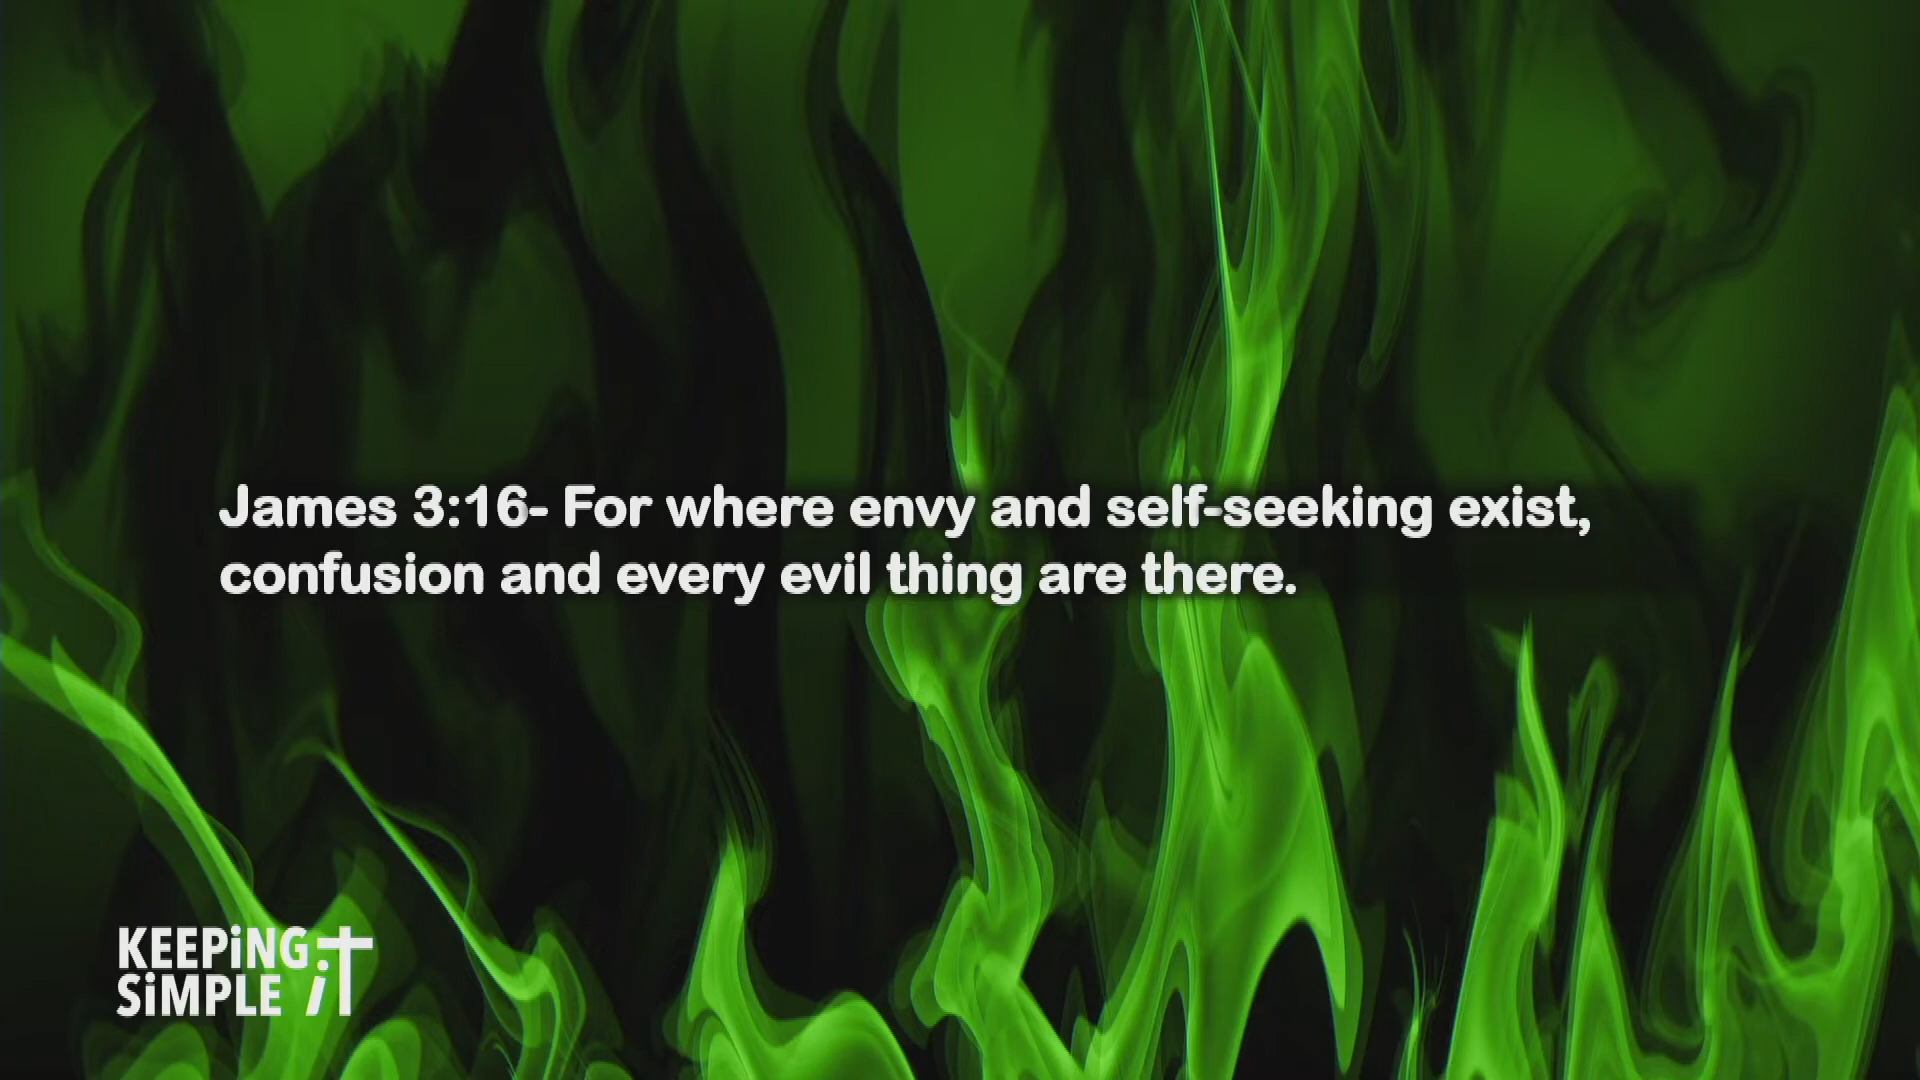 James 3:16- For where envy and self-seeking exist,
confusion and every evil thing are there.
KEEPiNG iT
SiMPLE